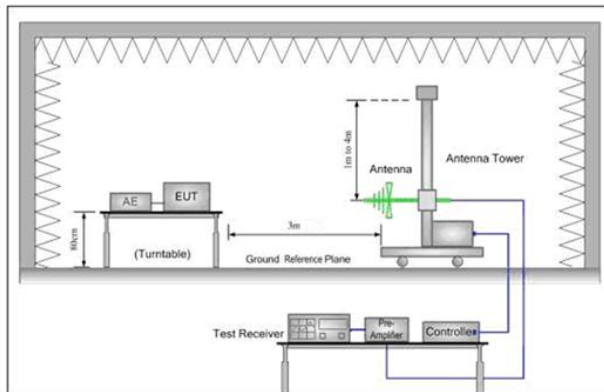 1m to 4m
Antenna
Antenna Tower
AE
EUT
80cm
(Turntable)
3m
Ground Reference Plane
Test Receiver
Pre-
Amplifier
Controller